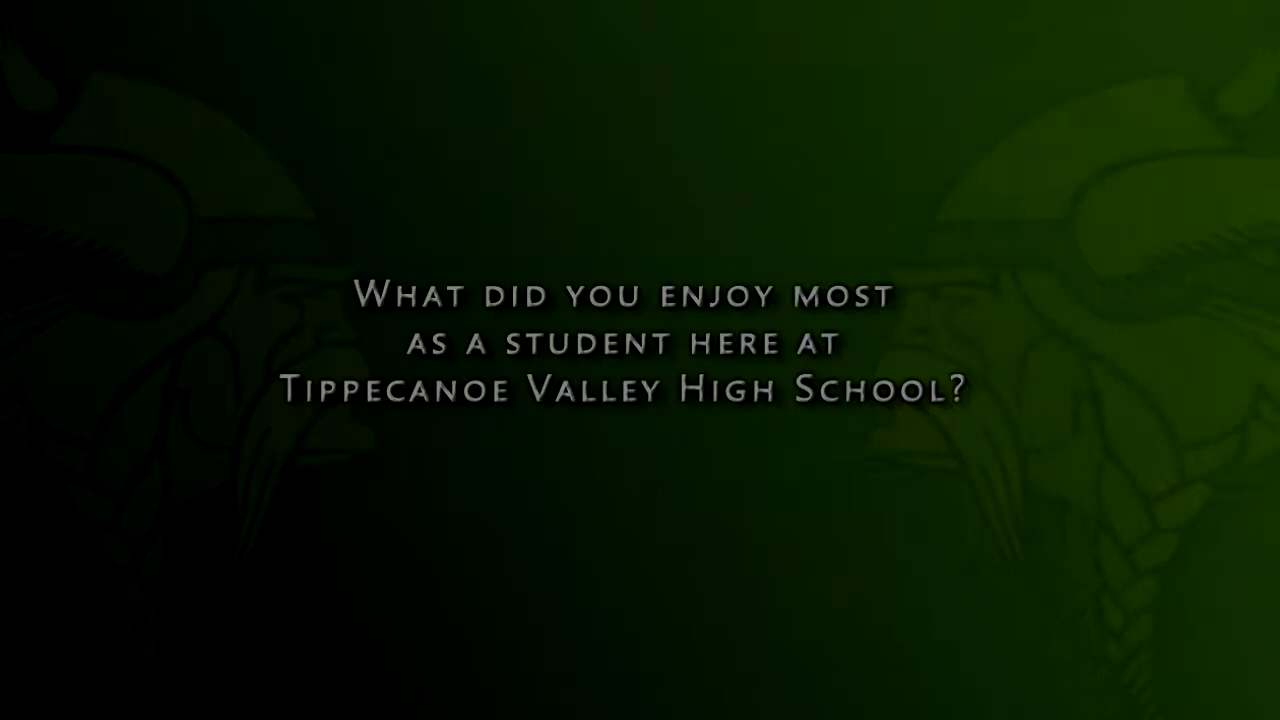 What did you enjoy most
as a student here at
Tippecanoe Valley High School?